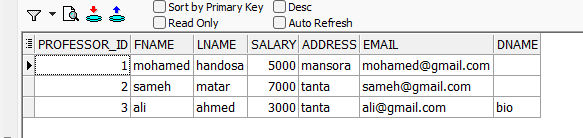 Sort by Primary Key Desc
Read Only Auto Refresh
PROFESSOR_ID FNAME LNAME SALARY ADDRESS EMAIL DNAME
1 mohamed handosa 5000 mansora mohamed@gmail.com
2 sameh matar 7000 tanta sameh@gmail.com
3 ali ahmed 3000 tanta ali@gmail.com bio